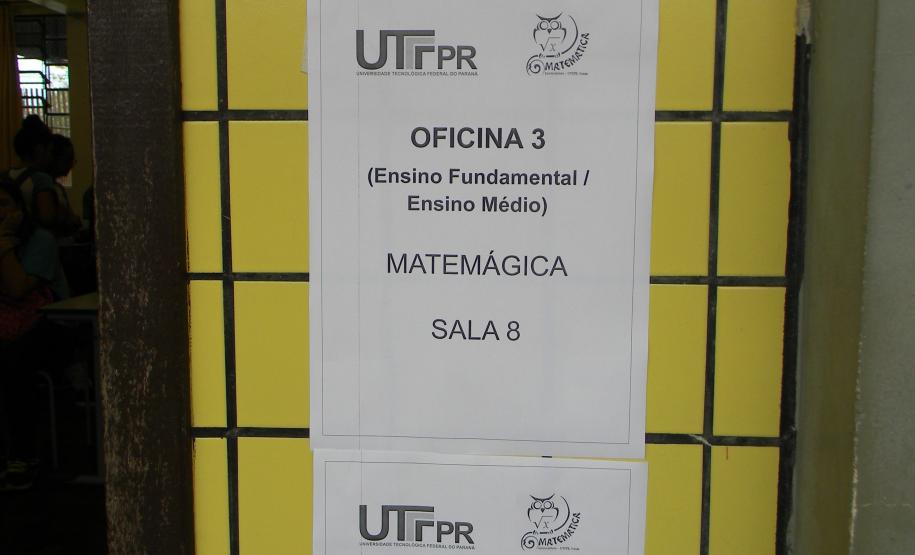 UTFPR
UNIVERSIDADE TECNOLÓGICA FEDERAL DO PARANÁ
√x
MATEMÁTICA
OFICINA 3
(Ensino Fundamental /
Ensino Médio)
MATEMÁGICA
SALA 8
UTFPR
UNIVERSIDADE TECNOLÓGICA FEDERAL DO PARANÁ
√x
MATEMÁTICA